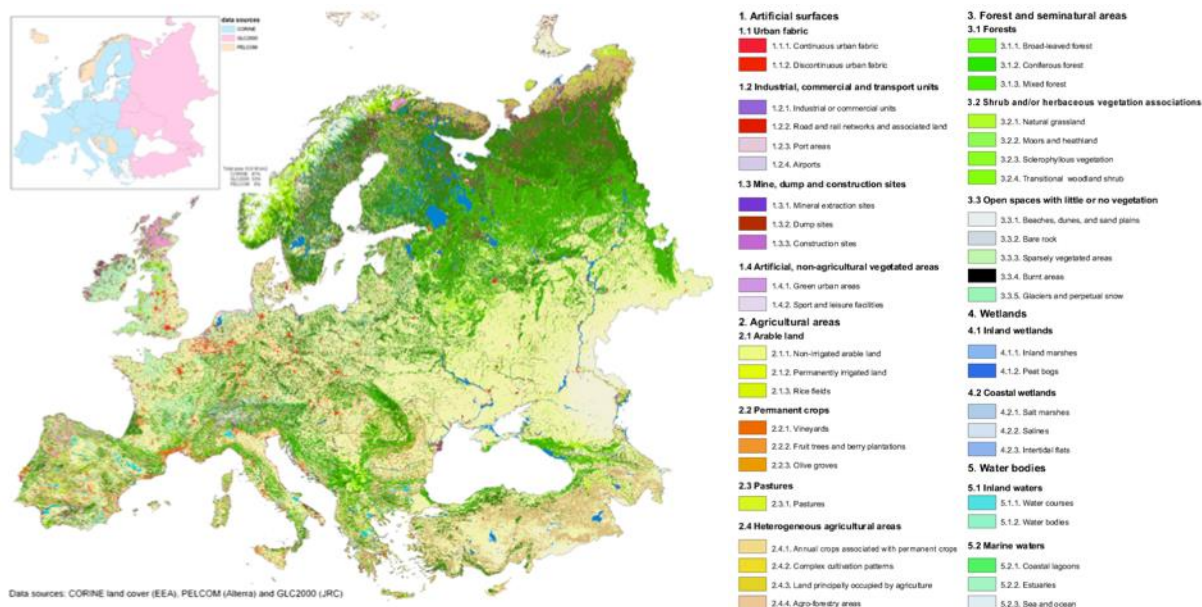 data sources
CORINE
GLC2000
PELCOM
CORINE
GLC2000
PELCOM
Data sources: CORINE land cover (EEA), PELCOM (Alterra) and GLC2000 (JRC)
1. Artificial surfaces
1.1 Urban fabric
1.1.1. Continuous urban fabric
1.1.2. Discontinuous urban fabric
1.2 Industrial, commercial and transport units
1.2.1. Industrial or commercial units
1.2.2. Road and rail networks and associated land
1.2.3. Port areas
1.2.4. Airports
1.3 Mine, dump and construction sites
1.3.1. Mineral extraction sites
1.3.2. Dump sites
1.3.3. Construction sites
1.4 Artificial, non-agricultural vegetated areas
1.4.1. Green urban areas
1.4.2. Sport and leisure facilities
2. Agricultural areas
2.1 Arable land
2.1.1. Non-irrigated arable land
2.1.2. Permanently irrigated land
2.1.3. Rice fields
2.2 Permanent crops
2.2.1. Vineyards
2.2.2. Fruit trees and berry plantations
2.2.3. Olive groves
2.3 Pastures
2.3.1. Pastures
2.4 Heterogeneous agricultural areas
2.4.1. Annual crops associated with permanent crops
2.4.2. Complex cultivation patterns
2.4.3. Land principally occupied by agriculture
2.4.4. Agro-forestry areas
3. Forest and seminatural areas
3.1 Forests
3.1.1. Broad-leaved forest
3.1.2. Coniferous forest
3.1.3. Mixed forest
3.2 Shrub and/or herbaceous vegetation associations
3.2.1. Natural grassland
3.2.2. Moors and heathland
3.2.3. Sclerophyllous vegetation
3.2.4. Transitional woodland shrub
3.3 Open spaces with little or no vegetation
3.3.1. Beaches, dunes, and sand plains
3.3.2. Bare rock
3.3.3. Sparsely vegetated areas
3.3.4. Burnt areas
3.3.5. Glaciers and perpetual snow
4. Wetlands
4.1 Inland wetlands
4.1.1. Inland marshes
4.1.2. Peat bogs
4.2 Coastal wetlands
4.2.1. Salt marshes
4.2.2. Salines
4.2.3. Intertidal flats
5. Water bodies
5.1 Inland waters
5.1.1. Water courses
5.1.2. Water bodies
5.2 Marine waters
5.2.1. Coastal lagoons
5.2.2. Estuaries
5.2.3. Sea and ocean